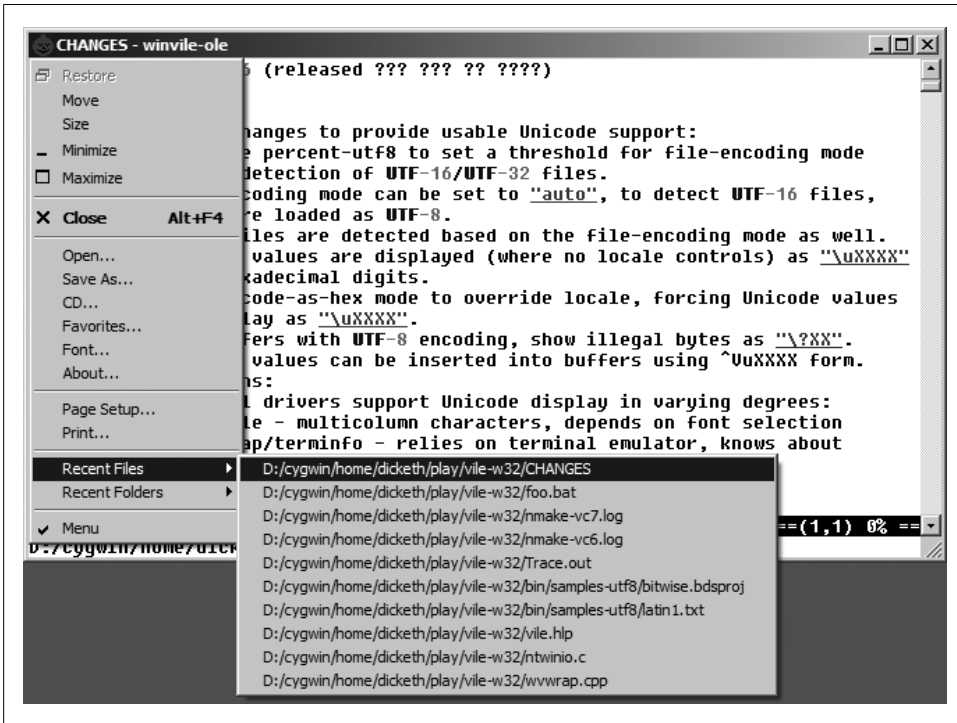 CHANGES - winvile-ole
(released ??? ??? ?? ????)
Restore
Move
Size
Minimize
Maximize
Close Alt+F4
Open...
Save As...
CD...
Favorites...
Font...
About...
Page Setup...
Print...
Recent Files
Recent Folders
Menu
hanges to provide usable Unicode support:
percent-utf8 to set a threshold for file-encoding mode
detection of UTF-16/UTF-32 files.
coding mode can be set to "auto", to detect UTF-16 files,
re loaded as UTF-8.
iles are detected based on the file-encoding mode as well.
values are displayed (where no locale controls) as "\uXXXX"
xadecimal digits.
code-as-hex mode to override locale, forcing Unicode values
lay as "\uXXXX".
fers with UTF-8 encoding, show illegal bytes as "\?XX".
values can be inserted into buffers using ^VuXXXX form.
ns:
l drivers support Unicode display in varying degrees:
le - multicolumn characters, depends on font selection
ap/terminfo - relies on terminal emulator, knows about
D:/cygwin/home/dicketh/play/vile-w32/CHANGES
D:/cygwin/home/dicketh/play/vile-w32/foo.bat
D:/cygwin/home/dicketh/play/vile-w32/nmake-vc7.log
D:/cygwin/home/dicketh/play/vile-w32/nmake-vc6.log
D:/cygwin/home/dicketh/play/vile-w32/Trace.out
D:/cygwin/home/dicketh/play/vile-w32/bin/samples-utf8/bitwise.bdsproj
D:/cygwin/home/dicketh/play/vile-w32/bin/samples-utf8/latin1.txt
D:/cygwin/home/dicketh/play/vile-w32/vile.hlp
D:/cygwin/home/dicketh/play/vile-w32/ntwinio.c
D:/cygwin/home/dicketh/play/vile-w32/wvwrap.cpp
==(1,1) 0% ==